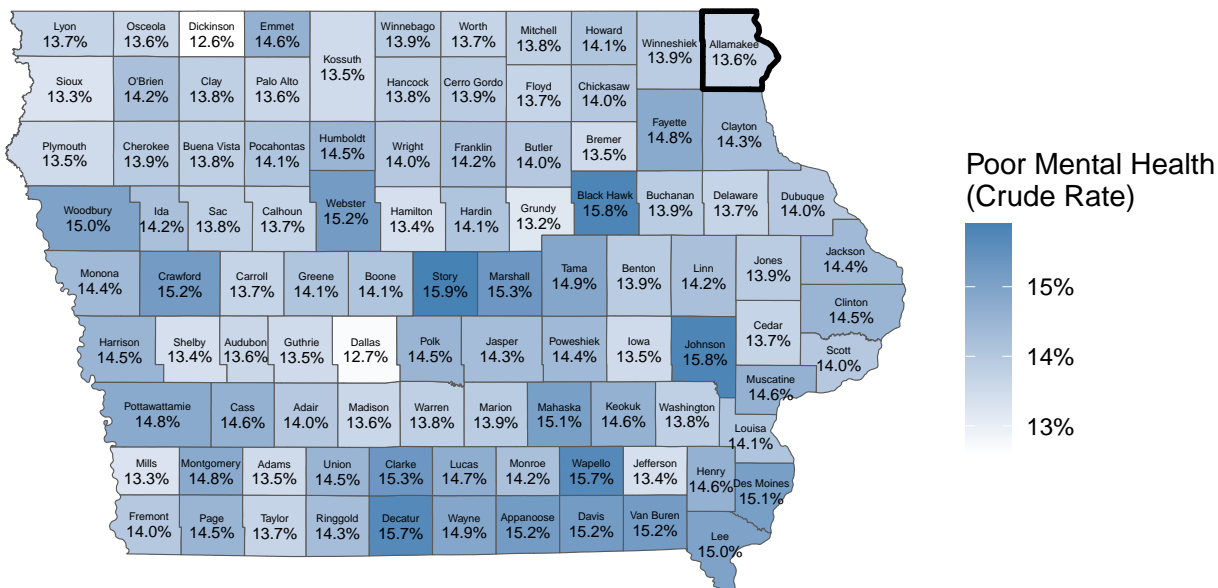 Lyon
13.7%
Osceola
13.6%
Dickinson
12.6%
Emmet
14.6%
Kossuth
13.5%
Winnebago
13.9%
Worth
13.7%
Mitchell
13.8%
Howard
14.1%
Winneshiek
13.9%
Allamakee
13.6%
Sioux
13.3%
O'Brien
14.2%
Clay
13.8%
Palo Alto
13.6%
Hancock
13.8%
Cerro Gordo
13.9%
Floyd
13.7%
Chickasaw
14.0%
Fayette
14.8%
Clayton
14.3%
Plymouth
13.5%
Cherokee
13.9%
Buena Vista
13.8%
Pocahontas
14.1%
Humboldt
14.5%
Wright
14.0%
Franklin
14.2%
Butler
14.0%
Bremer
13.5%
Woodbury
15.0%
Ida
14.2%
Sac
13.8%
Calhoun
13.7%
Webster
15.2%
Hamilton
13.4%
Hardin
14.1%
Grundy
13.2%
Black Hawk
15.8%
Buchanan
13.9%
Delaware
13.7%
Dubuque
14.0%
Monona
14.4%
Crawford
15.2%
Carroll
13.7%
Greene
14.1%
Boone
14.1%
Story
15.9%
Marshall
15.3%
Tama
14.9%
Benton
13.9%
Linn
14.2%
Jones
13.9%
Jackson
14.4%
Clinton
14.5%
Harrison
14.5%
Shelby
13.4%
Audubon
13.6%
Guthrie
13.5%
Dallas
12.7%
Polk
14.5%
Jasper
14.3%
Poweshiek
14.4%
Iowa
13.5%
Johnson
15.8%
Cedar
13.7%
Scott
14.0%
Muscatine
14.6%
Pottawattamie
14.8%
Cass
14.6%
Adair
14.0%
Madison
13.6%
Warren
13.8%
Marion
13.9%
Mahaska
15.1%
Keokuk
14.6%
Washington
13.8%
Louisa
14.1%
Mills
13.3%
Montgomery
14.8%
Adams
13.5%
Union
14.5%
Clarke
15.3%
Lucas
14.7%
Monroe
14.2%
Wapello
15.7%
Jefferson
13.4%
Henry
14.6%
Des Moines
15.1%
Fremont
14.0%
Page
14.5%
Taylor
13.7%
Ringgold
14.3%
Decatur
15.7%
Wayne
14.9%
Appanoose
15.2%
Davis
15.2%
Van Buren
15.2%
Lee
15.0%
Poor Mental Health
(Crude Rate)
15%
14%
13%